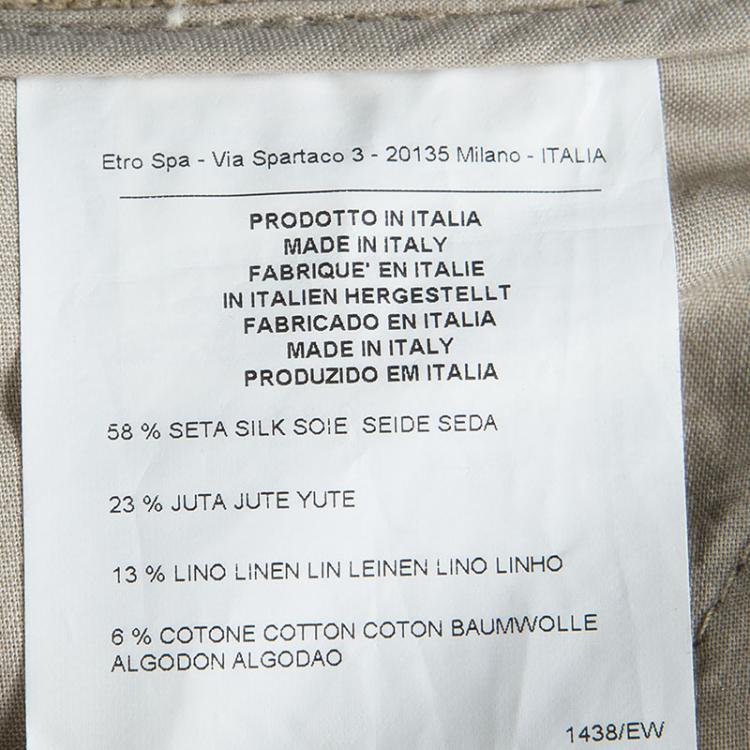 Etro Spa - Via Spartaco 3 - 20135 Milano - ITALIA
PRODOTTO IN ITALIA
MADE IN ITALY
FABRIQUE' EN ITALIE
IN ITALIEN HERGESTELLT
FABRICADO EN ITALIA
MADE IN ITALY
PRODUZIDO EM ITALIA
58 % SETA SILK SOIE SEIDE SEDA
23 % JUTA JUTE YUTE
13 % LINO LINEN LIN LEINEN LINO LINHO
6 % COTONE COTTON COTON BAUMWOLLE
ALGODON ALGODAO
1438/EW